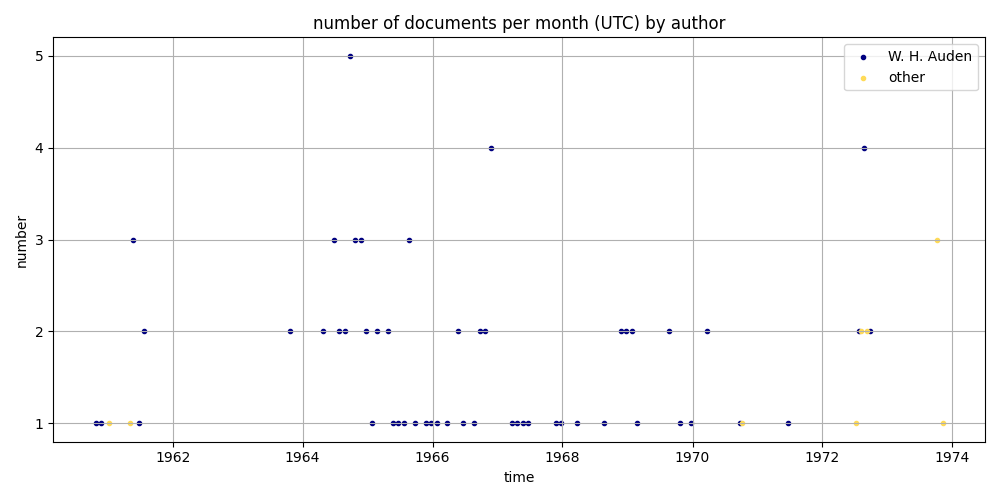 number of documents per month (UTC) by author
W. H. Auden
other
5
4
3
2
1
number
1962 1964 1966 1968 1970 1972 1974
time